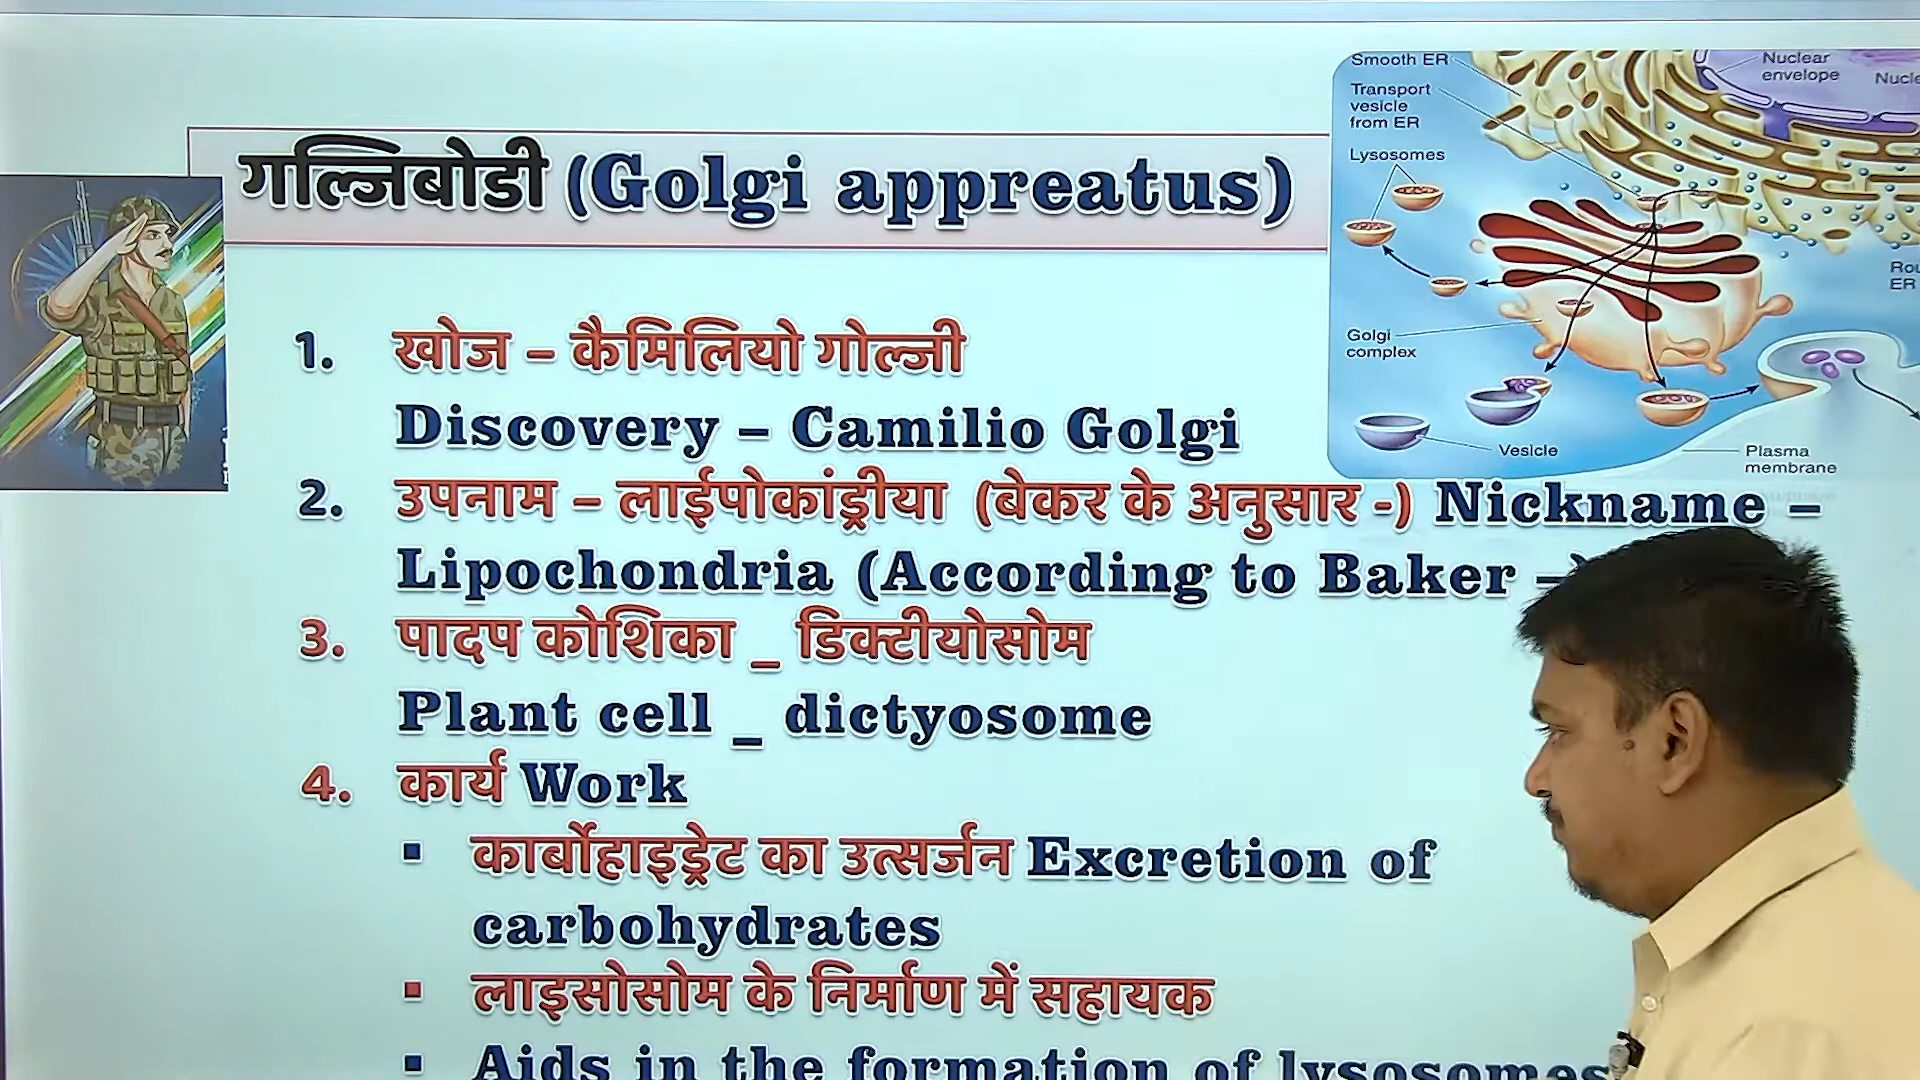 गल्जिबोडी (Golgi appreatus)
Smooth ER
Nuclear
envelope
Transport
vesicle
from ER
Lysosomes
Golgi
complex
ER
Vesicle
Plasma
membrane
1. खोज – कैमिलियो गोल्जी
Discovery – Camilio Golgi
2. उपनाम – लाईपोकांड्रीया (बेकर के अनुसार -) Nickname –
Lipochondria (According to Baker –)
3. पादप कोशिका _ डिक्टीयोसोम
Plant cell _ dictyosome
4. कार्य Work
▪ कार्बोहाइड्रेट का उत्सर्जन Excretion of
carbohydrates
▪ लाइसोसोम के निर्माण में सहायक
▪ Aids in the formation of lysosomes